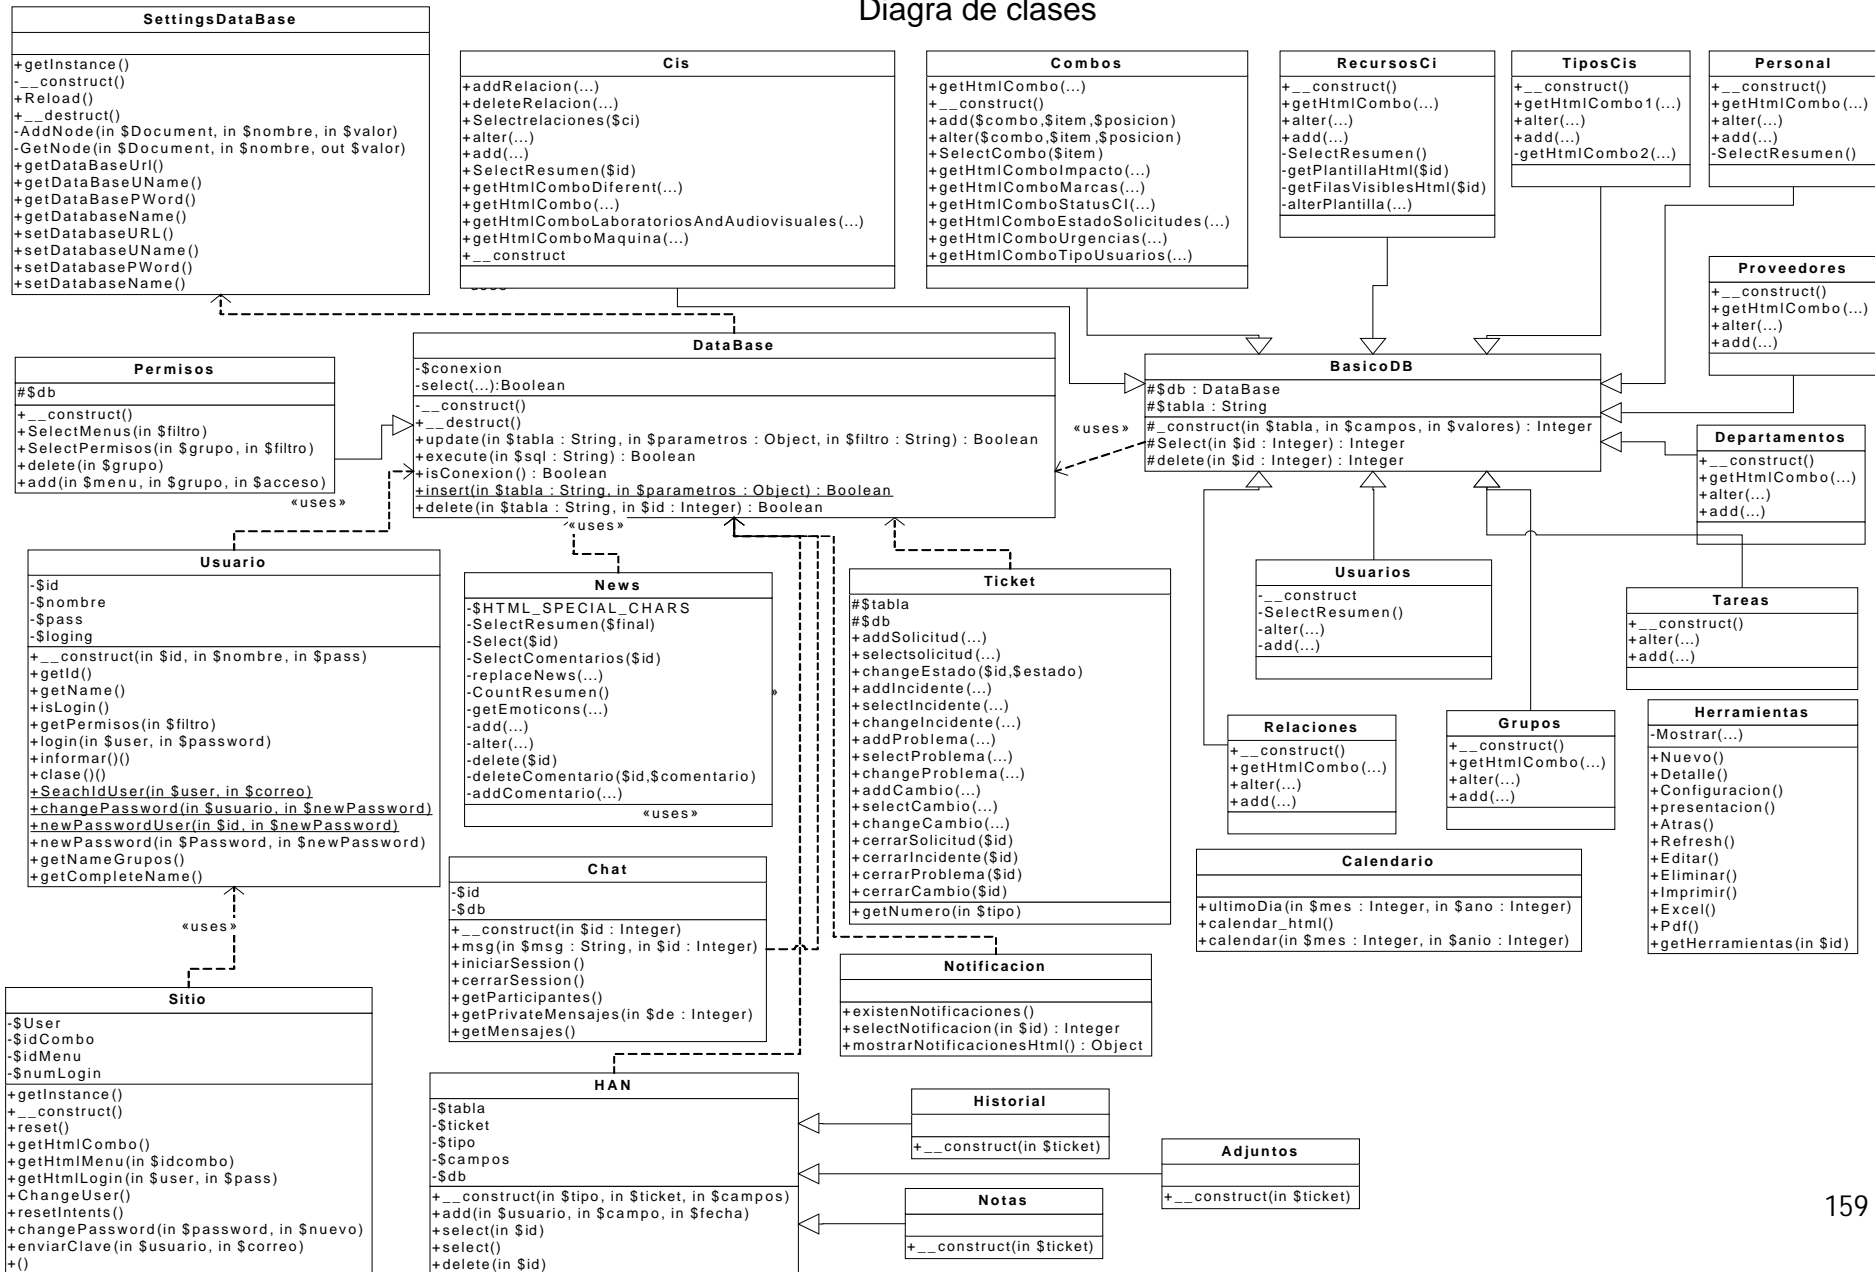 Diagra de clases
SettingsDataBase
+getInstance()
-__construct()
+Reload()
+__destruct()
-AddNode(in $Document, in $nombre, in $valor)
-GetNode(in $Document, in $nombre, out $valor)
+getDataBaseUrl()
+getDataBaseUName()
+getDataBasePWord()
+getDatabaseName()
+setDatabaseURL()
+setDatabaseUName()
+setDatabasePWord()
+setDatabaseName()
Cis
+addRelacion(...)
+deleteRelacion(...)
+Selectrelaciones($ci)
+alter(...)
+add(...)
+SelectResumen($id)
+getHtmlComboDiferent(...)
+getHtmlCombo(...)
+getHtmlComboLaboratoriosAndAudiovisuales(...)
+getHtmlComboMaquina(...)
+__construct
Combos
+getHtmlCombo(...)
+__construct()
+add($combo,$item,$posicion)
+alter($combo,$item,$posicion)
+SelectCombo($item)
+getHtmlComboImpacto(...)
+getHtmlComboMarcas(...)
+getHtmlComboStatusCI(...)
+getHtmlComboEstadoSolicitudes(...)
+getHtmlComboUrgencias(...)
+getHtmlComboTipoUsuarios(...)
RecursosCi
+__construct()
+getHtmlCombo(...)
+alter(...)
+add(...)
-SelectResumen()
-getPlantillaHtml($id)
-getFilasVisiblesHtml($id)
-alterPlantilla(...)
TiposCis
+__construct()
+getHtmlCombo1(...)
+alter(...)
+add(...)
-getHtmlCombo2(...)
Personal
+__construct()
+getHtmlCombo(...)
+alter(...)
+add(...)
-SelectResumen()
Proveedores
+__construct()
+getHtmlCombo(...)
+alter(...)
+add(...)
Permisos
#$db
+__construct()
+SelectMenus(in $filtro)
+SelectPermisos(in $grupo, in $filtro)
+delete(in $grupo)
+add(in $menu, in $grupo, in $acceso)
«uses»
DataBase
-$conexion
-select(...):Boolean
-__construct()
+__destruct()
+update(in $tabla : String, in $parametros : Object, in $filtro : String) : Boolean
+execute(in $sql : String) : Boolean
+isConexion() : Boolean
+insert(in $tabla : String, in $parametros : Object) : Boolean
+delete(in $tabla : String, in $id : Integer) : Boolean
«uses»
«uses»
BasicoDB
#$db : DataBase
#$tabla : String
#_construct(in $tabla, in $campos, in $valores) : Integer
#Select(in $id : Integer) : Integer
#delete(in $id : Integer) : Integer
Departamentos
+__construct()
+getHtmlCombo(...)
+alter(...)
+add(...)
Usuario
-$id
-$nombre
-$pass
-$loging
+__construct(in $id, in $nombre, in $pass)
+getId()
+getName()
+isLogin()
+getPermisos(in $filtro)
+login(in $user, in $password)
+informar()()
+clase()()
+SeachIdUser(in $user, in $correo)
+changePassword(in $usuario, in $newPassword)
+newPasswordUser(in $id, in $newPassword)
+newPassword(in $Password, in $newPassword)
+getNameGrupos()
+getCompleteName()
«uses»
News
-$HTML_SPECIAL_CHARS
-SelectResumen($final)
-Select($id)
-SelectComentarios($id)
-replaceNews(...)
-CountResumen()
-getEmoticons(...)
-add(...)
-alter(...)
-delete($id)
-deleteComentario($id,$comentario)
-addComentario(...)
«uses»
Ticket
#$tabla
#$db
+addSolicitud(...)
+selectsolicitud(...)
+changeEstado($id,$estado)
+addIncidente(...)
+selectIncidente(...)
+changeIncidente(...)
+addProblema(...)
+selectProblema(...)
+changeProblema(...)
+addCambio(...)
+selectCambio(...)
+changeCambio(...)
+cerrarSolicitud($id)
+cerrarIncidente($id)
+cerrarProblema($id)
+cerrarCambio($id)
+getNumero(in $tipo)
Usuarios
-__construct
-SelectResumen()
-alter(...)
-add(...)
Tareas
+__construct()
+alter(...)
+add(...)
Relaciones
+__construct()
+getHtmlCombo(...)
+alter(...)
+add(...)
Grupos
+__construct()
+getHtmlCombo(...)
+alter(...)
+add(...)
Herramientas
-Mostrar(...)
+Nuevo()
+Detalle()
+Configuracion()
+presentacion()
+Atras()
+Refresh()
+Editar()
+Eliminar()
+Imprimir()
+Excel()
+Pdf()
+getHerramientas(in $id)
Calendario
+ultimoDia(in $mes : Integer, in $ano : Integer)
+calendar_html()
+calendar(in $mes : Integer, in $anio : Integer)
Chat
-$id
-$db
+__construct(in $id : Integer)
+msg(in $msg : String, in $id : Integer)
+iniciarSession()
+cerrarSession()
+getParticipantes()
+getPrivateMensajes(in $de : Integer)
+getMensajes()
Notificacion
+existenNotificaciones()
+selectNotificacion(in $id) : Integer
+mostrarNotificacionesHtml() : Object
Sitio
-$User
-$idCombo
-$idMenu
-$numLogin
+getInstance()
+__construct()
+reset()
+getHtmlCombo()
+getHtmlMenu(in $idcombo)
+getHtmlLogin(in $user, in $pass)
+ChangeUser()
+resetIntents()
+changePassword(in $password, in $nuevo)
+enviarClave(in $usuario, in $correo)
+()
HAN
-$tabla
-$ticket
-$tipo
-$campos
-$db
+__construct(in $tipo, in $ticket, in $campos)
+add(in $usuario, in $campo, in $fecha)
+select(in $id)
+select()
+delete(in $id)
Historial
+__construct(in $ticket)
Adjuntos
+__construct(in $ticket)
Notas
+__construct(in $ticket)
159